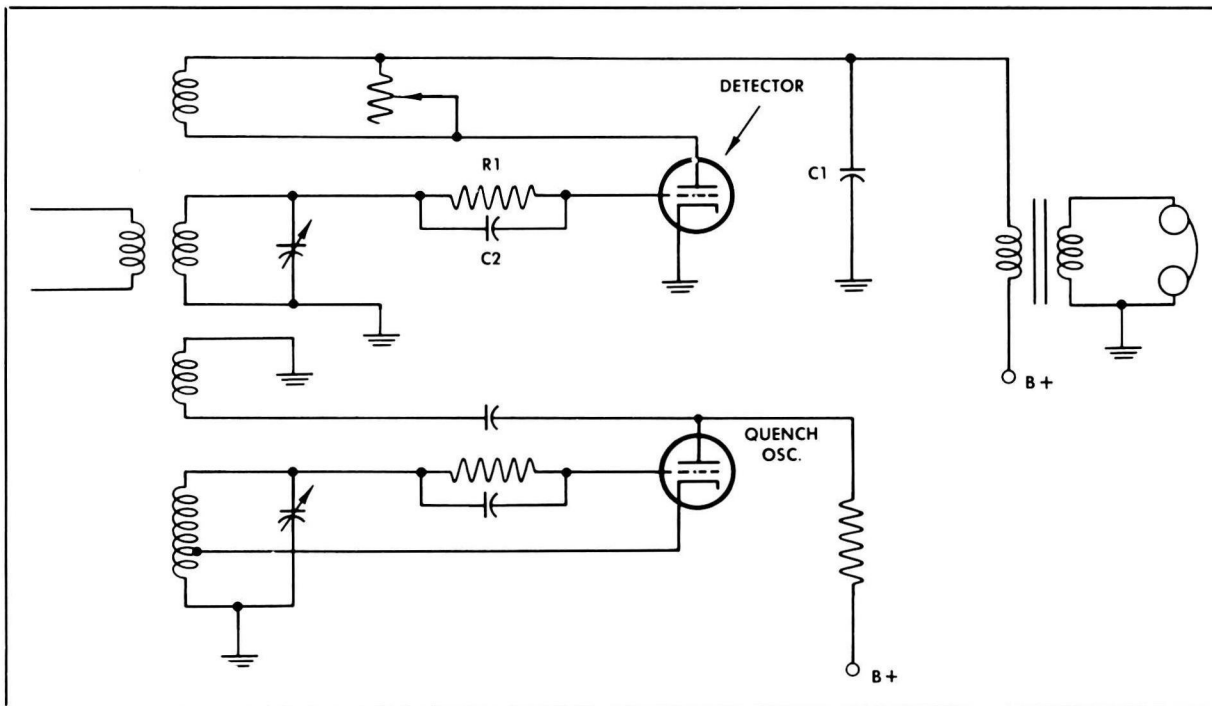 DETECTOR
R1
C2
C1
B+
QUENCH
OSC.
B+